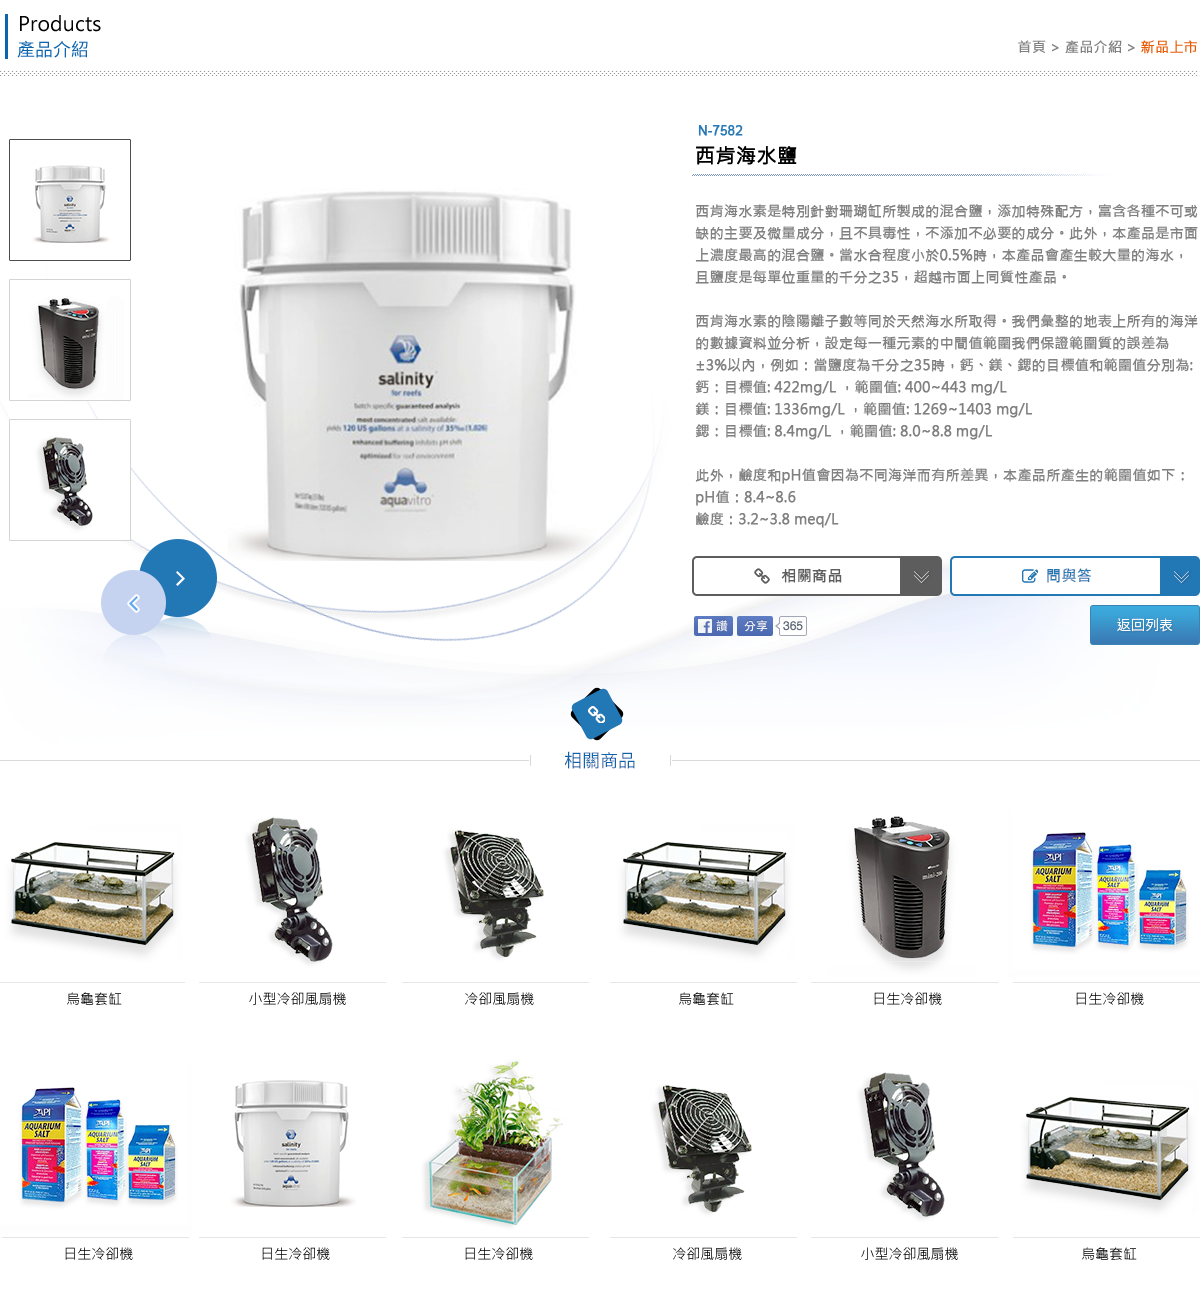 Products
產品介紹
首頁 > 產品介紹 > 新品上市
N-7582
西肯海水鹽
西肯海水素是特別針對珊瑚缸所製成的混合鹽，添加特殊配方，富含各種不可或
缺的主要及微量成分，且不具毒性，不添加不必要的成分。此外，本產品是市面
上濃度最高的混合鹽。當水合程度小於0.5%時，本產品會產生較大量的海水，
且鹽度是每單位重量的千分之35，超越市面上同質性產品。
西肯海水素的陰陽離子數等同於天然海水所取得。我們彙整的地表上所有的海洋
的數據資料並分析，設定每一種元素的中間值範圍我們保證範圍質的誤差為
±3%以內，例如：當鹽度為千分之35時，鈣、鎂、鍶的目標值和範圍值分別為:
鈣：目標值: 422mg/L ，範圍值: 400~443 mg/L
鎂：目標值: 1336mg/L ，範圍值: 1269~1403 mg/L
鍶：目標值: 8.4mg/L ，範圍值: 8.0~8.8 mg/L
此外，鹼度和pH值會因為不同海洋而有所差異，本產品所產生的範圍值如下：
pH值：8.4~8.6
鹼度：3.2~3.8 meq/L
salinity
for reefs
batch specific guaranteed analysis
most concentrated salt available
yields 120 US gallons at a salinity of 35‰ (1.026)
enhanced buffering inhibits pH shift
optimized for reef environment
aquavitro
相關商品
問與答
讚 分享 365
返回列表
相關商品
mini-200
API
AQUARIUM
SALT
AQUARIUM
SALT
AQUARIUM
SALT
烏龜套缸
小型冷卻風扇機
冷卻風扇機
烏龜套缸
日生冷卻機
日生冷卻機
API
AQUARIUM
SALT
AQUARIUM
SALT
AQUARIUM
SALT
salinity
aquavitro
日生冷卻機
日生冷卻機
日生冷卻機
冷卻風扇機
小型冷卻風扇機
烏龜套缸